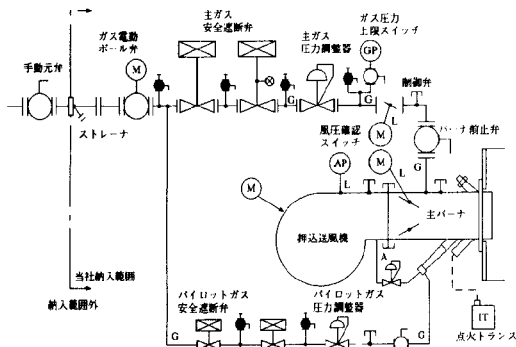 主ガス
安全遮断弁
ガス圧力
上限スイッチ
ガス電動
ボール弁
主ガス
圧力調整器
手動元弁
M
GP
G
G
制御弁
ストレーナ
L
M
風圧確認
スイッチ
バーナ前止弁
M
AP
L
L
G
M
押込送風機
主バーナ
A
当社納入範囲
納入範囲外
パイロットガス
安全遮断弁
パイロットガス
圧力調整器
G
G
IT
点火トランス